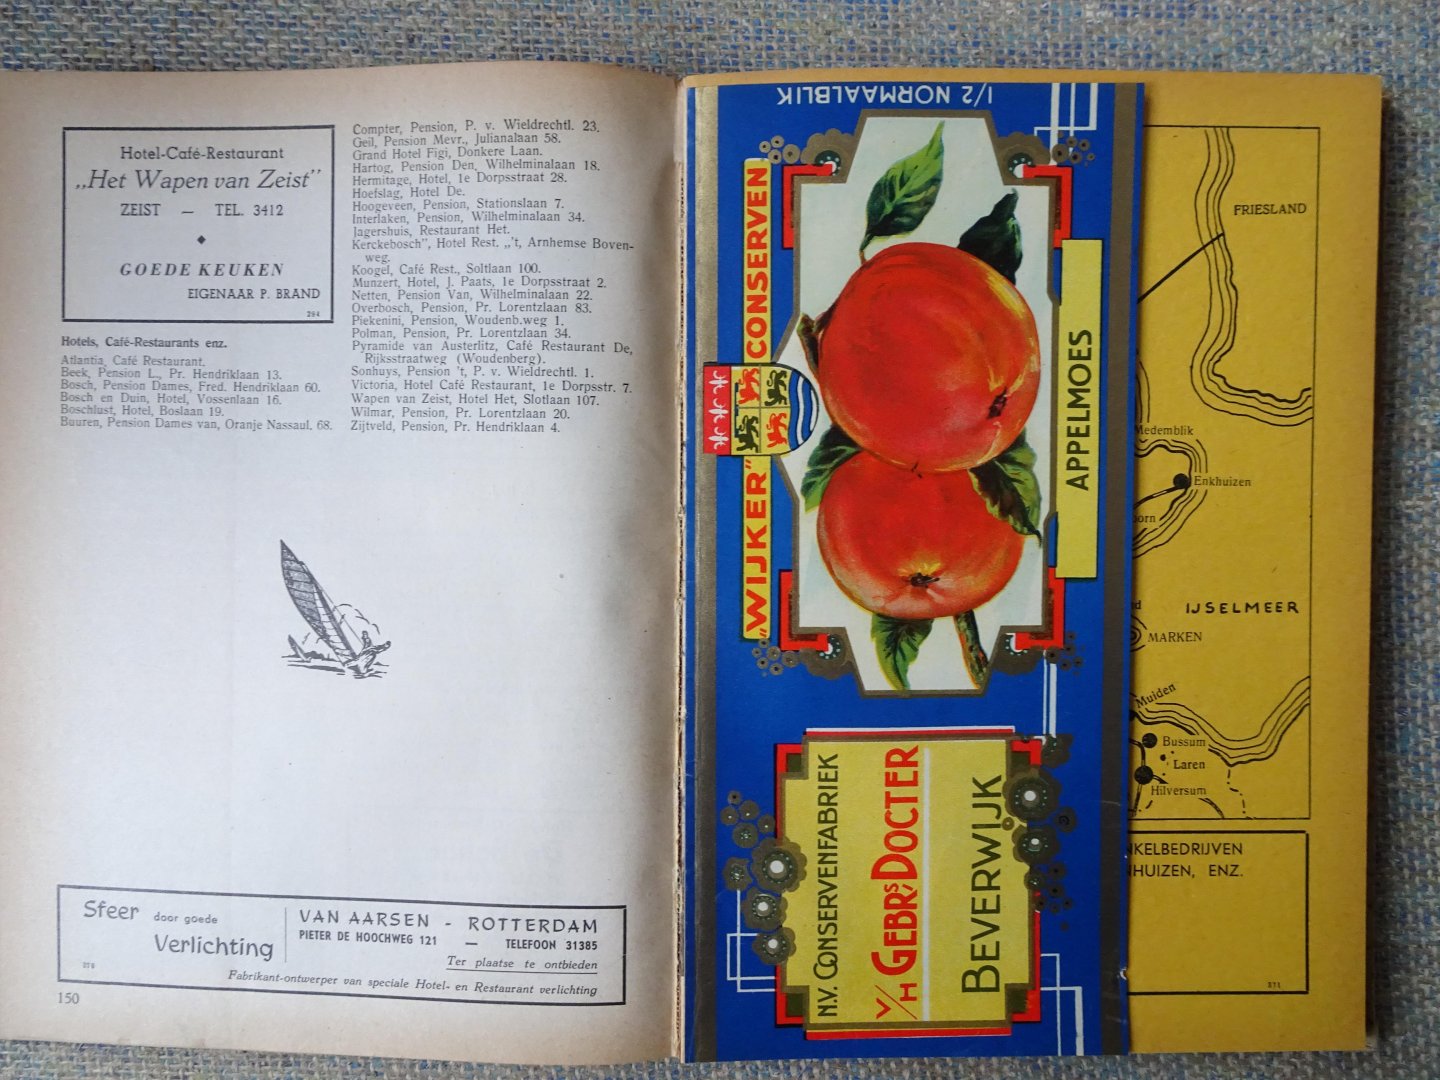 Hotel-Café-Restaurant
„Het Wapen van Zeist"
ZEIST — TEL. 3412
GOEDE KEUKEN
EIGENAAR P. BRAND
294
Hotels, Café-Restaurants enz.
Atlantia, Café Restaurant.
Beek, Pension L., Pr. Hendriklaan 13.
Bosch, Pension Dames, Fred. Hendriklaan 60.
Bosch en Duin, Hotel, Vossenlaan 16.
Boschlust, Hotel, Boslaan 19.
Buuren, Pension Dames van, Oranje Nassaul. 68.
Compter, Pension, P. v. Wieldrechtl. 23.
Geil, Pension Mevr., Julianalaan 58.
Grand Hotel Figi, Donkere Laan.
Hartog, Pension Den, Wilhelminalaan 18.
Hermitage, Hotel, 1e Dorpsstraat 28.
Hoefslag, Hotel De.
Hoogeveen, Pension, Stationslaan 7.
Interlaken, Pension, Wilhelminalaan 34.
Jagershuis, Restaurant Het.
Kerckebosch", Hotel Rest. „'t, Arnhemse Boven-
weg.
Koogel, Café Rest., Soltlaan 100.
Munzert, Hotel, J. Paats, 1e Dorpsstraat 2.
Netten, Pension Van, Wilhelminalaan 22.
Overbosch, Pension, Pr. Lorentzlaan 83.
Piekenini, Pension, Woudenb.weg 1.
Polman, Pension, Pr. Lorentzlaan 34.
Pyramide van Austerlitz, Café Restaurant De,
Rijksstraatweg (Woudenberg).
Sonhuys, Pension 't, P. v. Wieldrechtl. 1.
Victoria, Hotel Café Restaurant, 1e Dorpsstr. 7.
Wapen van Zeist, Hotel Het, Slotlaan 107.
Wilmar, Pension, Pr. Lorentzlaan 20.
Zijtveld, Pension, Pr. Hendriklaan 4.
Sfeer door goede
Verlichting
VAN AARSEN - ROTTERDAM
PIETER DE HOOCHWEG 121 — TELEFOON 31385
Ter plaatse te ontbieden
Fabrikant-ontwerper van speciale Hotel- en Restaurant verlichting
150
1/2 NORMAALBLIK
„WIJKER" CONSERVEN
APPELMOES
N.V. CONSERVENFABRIEK
V/H GEBRS DOCTER
BEVERWIJK
FRIESLAND
Medemblik
Enkhuizen
oorn
IJSELMEER
MARKEN
Muiden
Bussum
Laren
Hilversum
NKELBEDRIJVEN
NHUIZEN, ENZ.